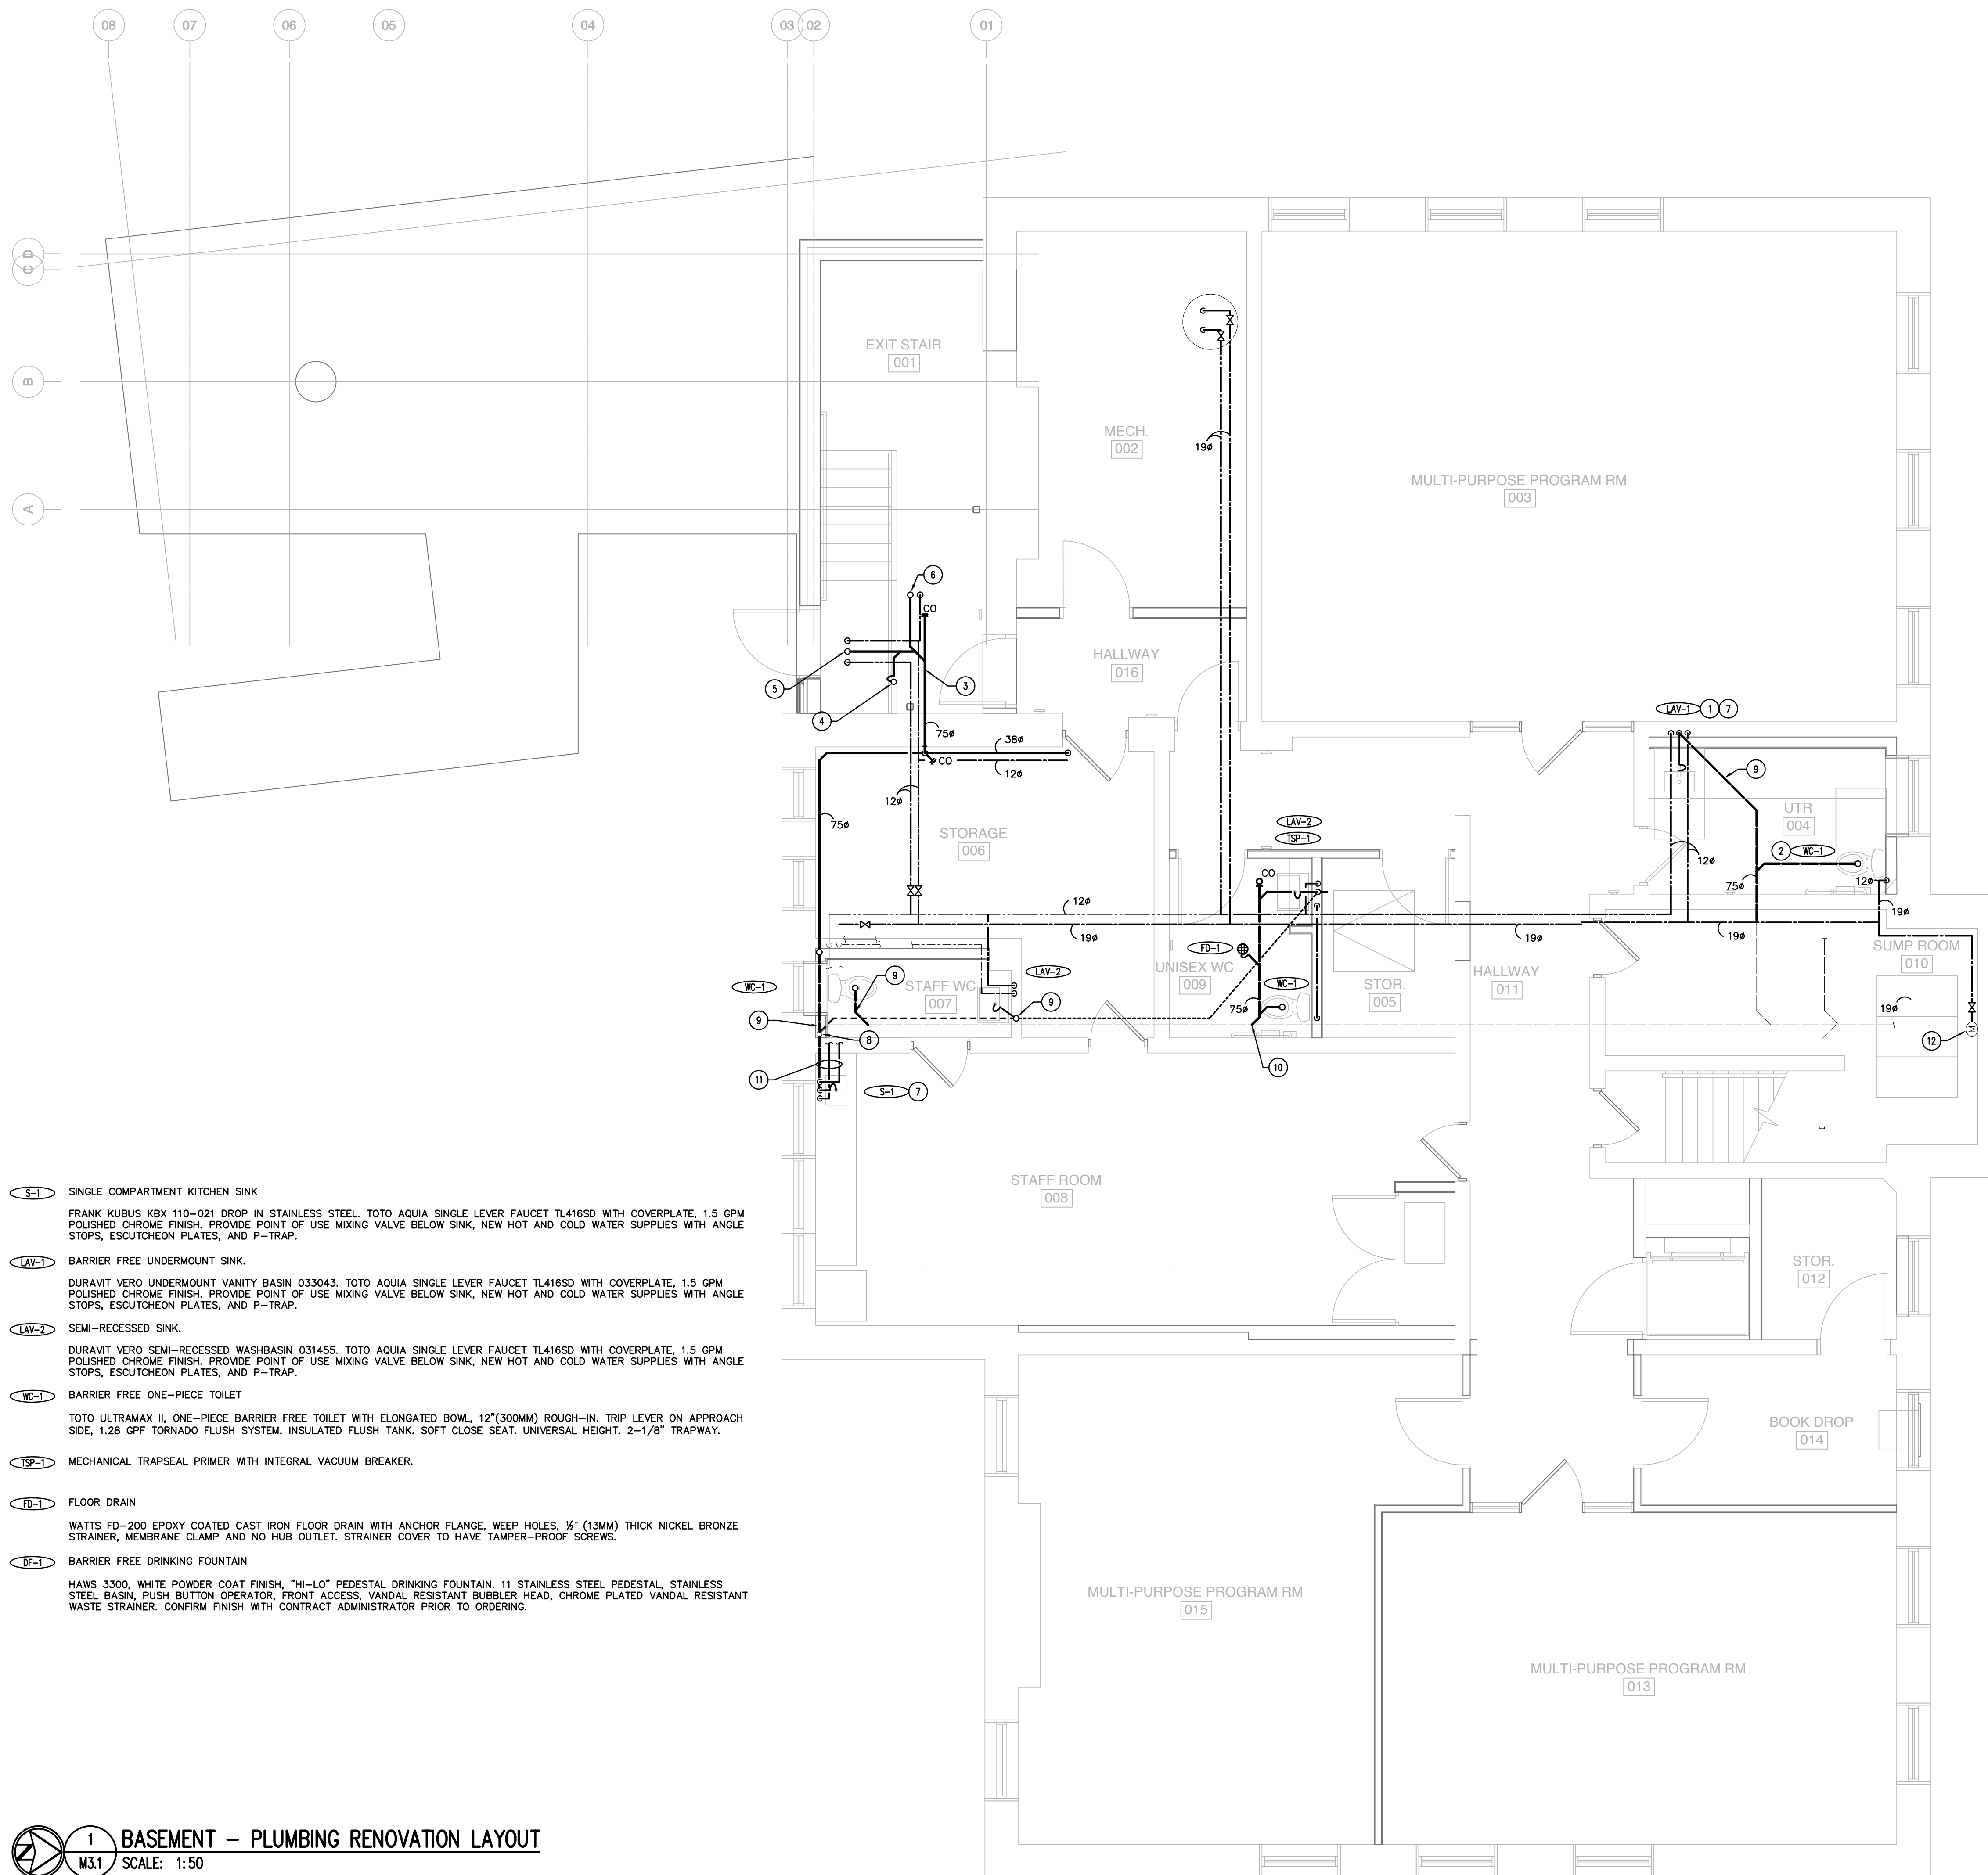 08 07 06 05 04 03 02 01
D
C
B
A
EXIT STAIR
001
MECH.
002
19ø
MULTI-PURPOSE PROGRAM RM
003
6
CO
5
4
3
HALLWAY
016
75ø
38ø
CO
12ø
12ø
75ø
STORAGE
006
LAV-1 1 7
9
UTR
004
2 WC-1
12ø
75ø
12ø
19ø
LAV-2
TSP-1
CO
12ø
19ø
19ø
19ø
SUMP ROOM
010
19ø
12
FD-1
UNISEX WC
009
WC-1
75ø
10
STOR.
005
HALLWAY
011
WC-1
9
STAFF WC
007
LAV-2
9
9
8
11
S-1 7
STAFF ROOM
008
STOR.
012
BOOK DROP
014
MULTI-PURPOSE PROGRAM RM
015
MULTI-PURPOSE PROGRAM RM
013
M
S-1 SINGLE COMPARTMENT KITCHEN SINK
FRANK KUBUS KBX 110-021 DROP IN STAINLESS STEEL. TOTO AQUIA SINGLE LEVER FAUCET TL416SD WITH COVERPLATE, 1.5 GPM
POLISHED CHROME FINISH. PROVIDE POINT OF USE MIXING VALVE BELOW SINK, NEW HOT AND COLD WATER SUPPLIES WITH ANGLE
STOPS, ESCUTCHEON PLATES, AND P-TRAP.
LAV-1 BARRIER FREE UNDERMOUNT SINK.
DURAVIT VERO UNDERMOUNT VANITY BASIN 033043. TOTO AQUIA SINGLE LEVER FAUCET TL416SD WITH COVERPLATE, 1.5 GPM
POLISHED CHROME FINISH. PROVIDE POINT OF USE MIXING VALVE BELOW SINK, NEW HOT AND COLD WATER SUPPLIES WITH ANGLE
STOPS, ESCUTCHEON PLATES, AND P-TRAP.
LAV-2 SEMI-RECESSED SINK.
DURAVIT VERO SEMI-RECESSED WASHBASIN 031455. TOTO AQUIA SINGLE LEVER FAUCET TL416SD WITH COVERPLATE, 1.5 GPM
POLISHED CHROME FINISH. PROVIDE POINT OF USE MIXING VALVE BELOW SINK, NEW HOT AND COLD WATER SUPPLIES WITH ANGLE
STOPS, ESCUTCHEON PLATES, AND P-TRAP.
WC-1 BARRIER FREE ONE-PIECE TOILET
TOTO ULTRAMAX II, ONE-PIECE BARRIER FREE TOILET WITH ELONGATED BOWL, 12"(300MM) ROUGH-IN. TRIP LEVER ON APPROACH
SIDE, 1.28 GPF TORNADO FLUSH SYSTEM. INSULATED FLUSH TANK. SOFT CLOSE SEAT. UNIVERSAL HEIGHT. 2-1/8" TRAPWAY.
TSP-1 MECHANICAL TRAPSEAL PRIMER WITH INTEGRAL VACUUM BREAKER.
FD-1 FLOOR DRAIN
WATTS FD-200 EPOXY COATED CAST IRON FLOOR DRAIN WITH ANCHOR FLANGE, WEEP HOLES, ½" (13MM) THICK NICKEL BRONZE
STRAINER, MEMBRANE CLAMP AND NO HUB OUTLET. STRAINER COVER TO HAVE TAMPER-PROOF SCREWS.
DF-1 BARRIER FREE DRINKING FOUNTAIN
HAWS 3300, WHITE POWDER COAT FINISH, "HI-LO" PEDESTAL DRINKING FOUNTAIN. 11 STAINLESS STEEL PEDESTAL, STAINLESS
STEEL BASIN, PUSH BUTTON OPERATOR, FRONT ACCESS, VANDAL RESISTANT BUBBLER HEAD, CHROME PLATED VANDAL RESISTANT
WASTE STRAINER. CONFIRM FINISH WITH CONTRACT ADMINISTRATOR PRIOR TO ORDERING.
Z
1
M3.1
BASEMENT - PLUMBING RENOVATION LAYOUT
SCALE: 1:50